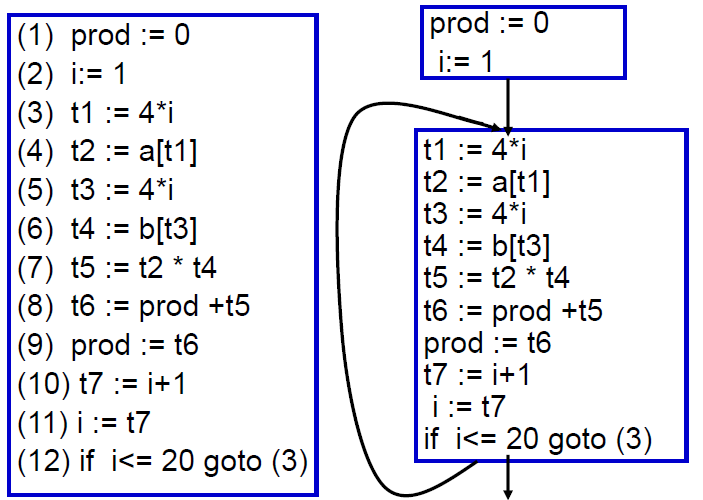 (1) prod := 0
(2) i:= 1
(3) t1 := 4*i
(4) t2 := a[t1]
(5) t3 := 4*i
(6) t4 := b[t3]
(7) t5 := t2 * t4
(8) t6 := prod +t5
(9) prod := t6
(10) t7 := i+1
(11) i := t7
(12) if i<= 20 goto (3)
prod := 0
i:= 1
t1 := 4*i
t2 := a[t1]
t3 := 4*i
t4 := b[t3]
t5 := t2 * t4
t6 := prod +t5
prod := t6
t7 := i+1
i := t7
if i<= 20 goto (3)